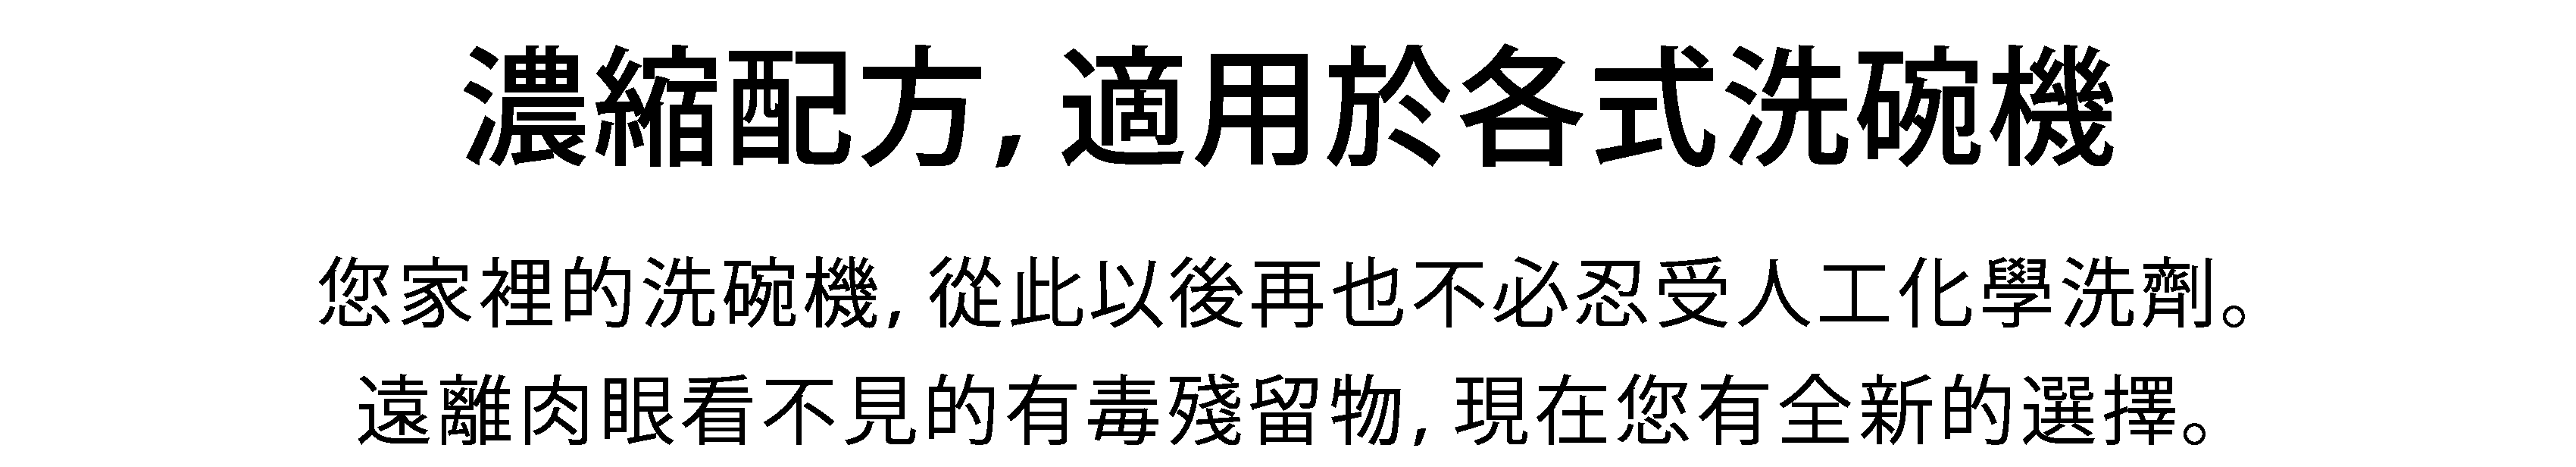 濃縮配方, 適用於各式洗碗機
您家裡的洗碗機, 從此以後再也不必忍受人工化學洗劑。
遠離肉眼看不見的有毒殘留物, 現在您有全新的選擇。